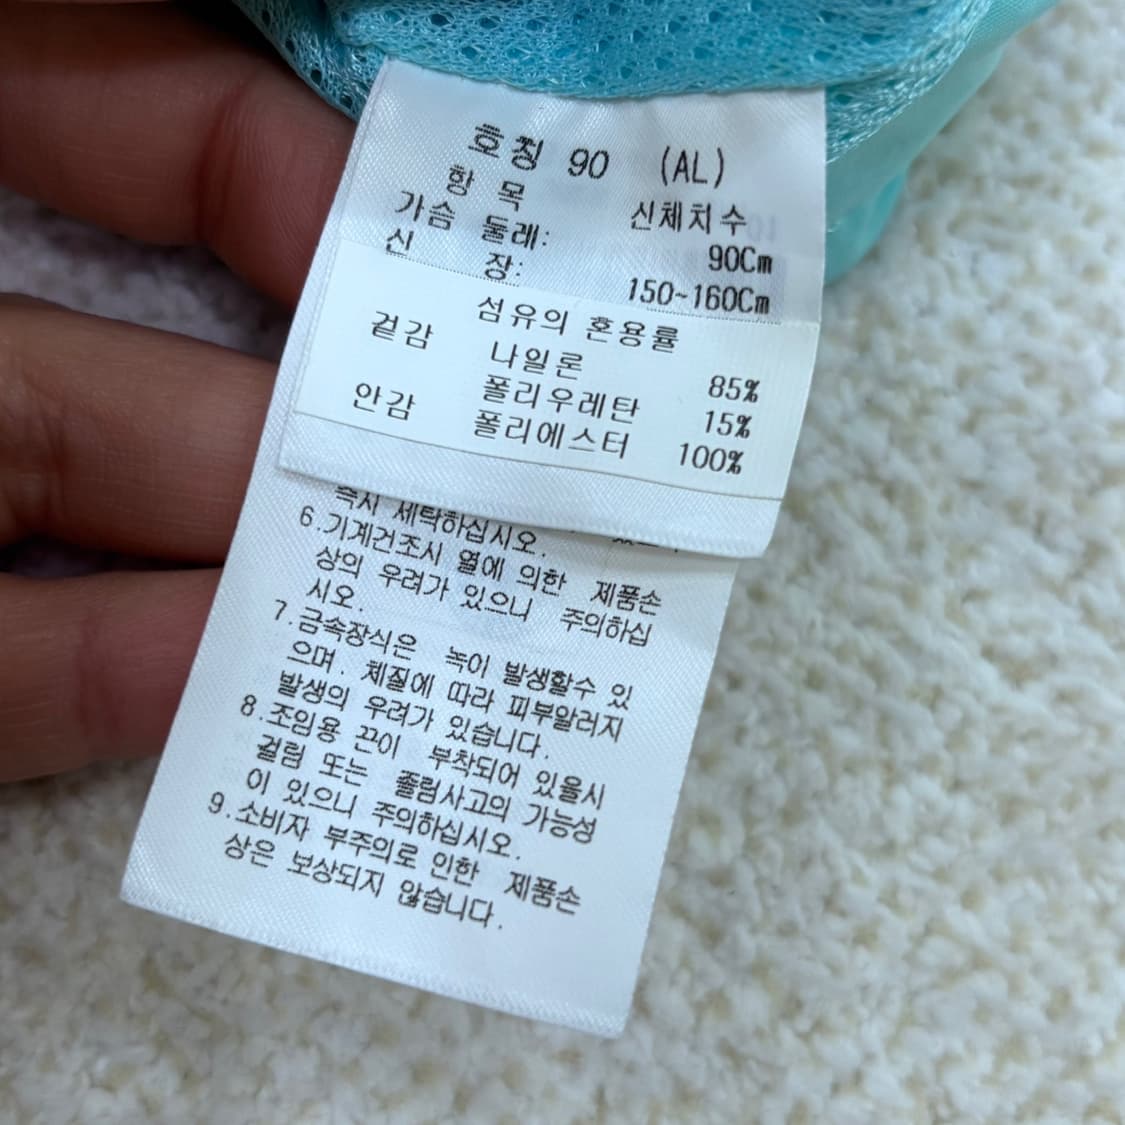 호칭 90 (AL)
항 목 신체치수
가슴 둘레: 90Cm
신 장: 150~160Cm
섬유의 혼용률
겉감 나일론 85%
폴리우레탄 15%
안감 폴리에스터 100%
즉시 세탁하십시오.
6.기계건조시 열에 의한 제품손
상의 우려가 있으니 주의하십
시오.
7.금속장식은 녹이 발생할수 있
으며. 체질에 따라 피부알러지
발생의 우려가 있습니다.
8.조임용 끈이 부착되어 있을시
걸림 또는 졸림사고의 가능성
이 있으니 주의하십시오.
9.소비자 부주의로 인한 제품손
상은 보상되지 않습니다.